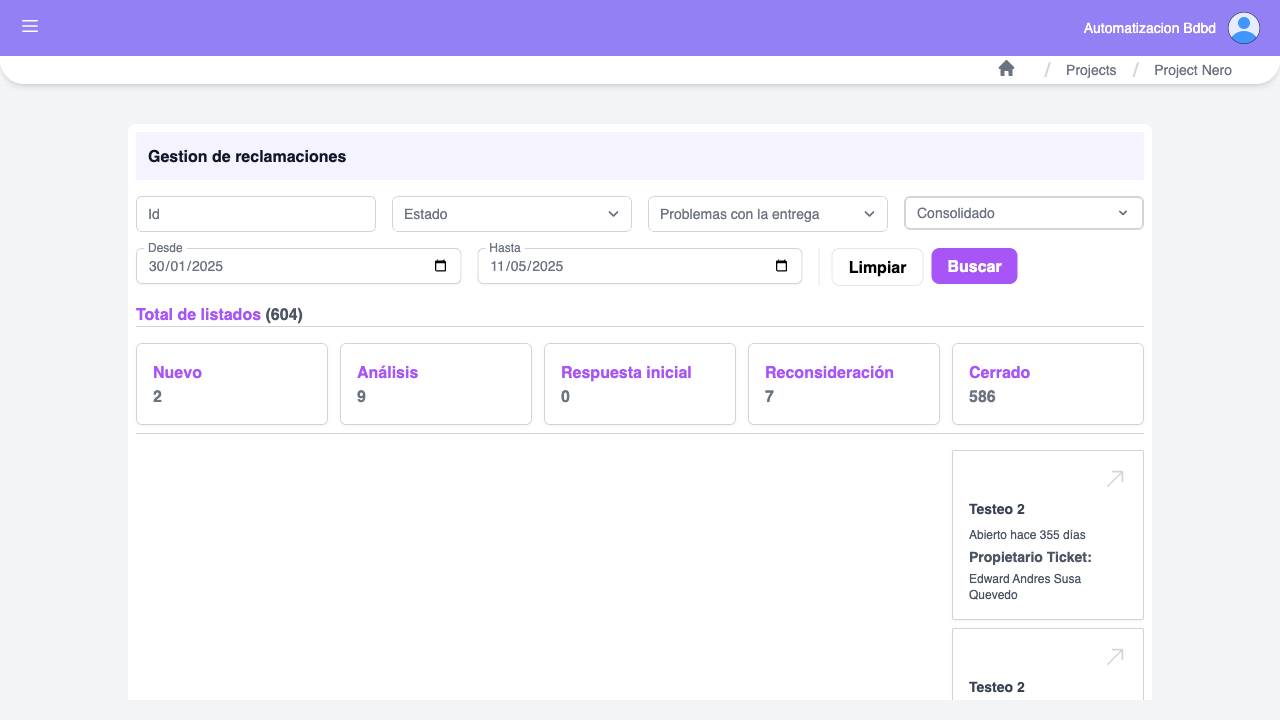 Automatizacion Bdbd
/ Projects / Project Nero
Gestion de reclamaciones
Id
Estado
Problemas con la entrega
Consolidado
Desde
30/01/2025
Hasta
11/05/2025
Limpiar
Buscar
Total de listados (604)
Nuevo
2
Análisis
9
Respuesta inicial
0
Reconsideración
7
Cerrado
586
Testeo 2
Abierto hace 355 días
Propietario Ticket:
Edward Andres Susa
Quevedo
Testeo 2